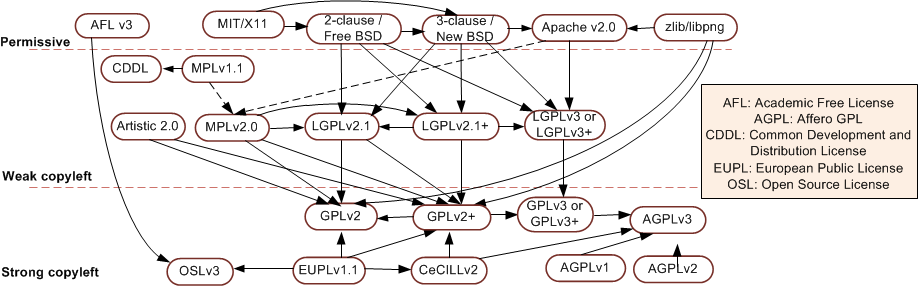 AFL v3
MIT/X11
2-clause /
Free BSD
3-clause /
New BSD
Apache v2.0
zlib/libpng
Permissive
CDDL
MPLv1.1
Artistic 2.0
MPLv2.0
LGPLv2.1
LGPLv2.1+
LGPLv3 or
LGPLv3+
AFL: Academic Free License
AGPL: Affero GPL
CDDL: Common Development and
Distribution License
EUPL: European Public License
OSL: Open Source License
Weak copyleft
GPLv2
GPLv2+
GPLv3 or
GPLv3+
AGPLv3
Strong copyleft
OSLv3
EUPLv1.1
CeCILLv2
AGPLv1
AGPLv2